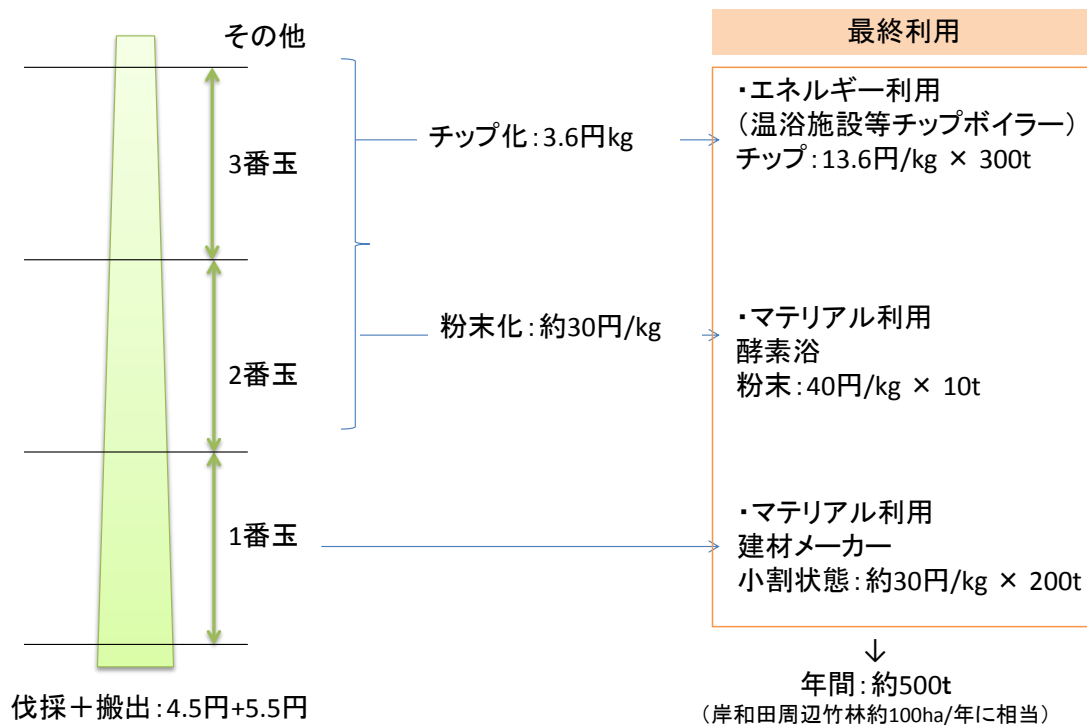 その他
3番玉
2番玉
1番玉
伐採＋搬出：4.5円+5.5円
チップ化：3.6円kg
粉末化：約30円/kg
最終利用
・エネルギー利用
（温浴施設等チップボイラー）
チップ：13.6円/kg × 300t
・マテリアル利用
酵素浴
粉末：40円/kg × 10t
・マテリアル利用
建材メーカー
小割状態：約30円/kg × 200t
↓
年間：約500t
（岸和田周辺竹林約100ha/年に相当）